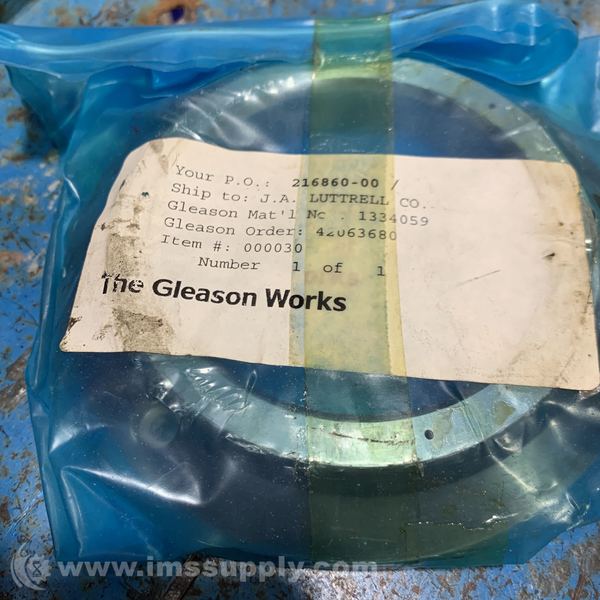 Your P.O.: 216860-00 /
Ship to: J.A. LUTTRELL CO.
Gleason Mat'l No . 1334059
Gleason Order: 42063680
Item #: 000030
Number 1 of 1
The Gleason Works
www.imssupply.com